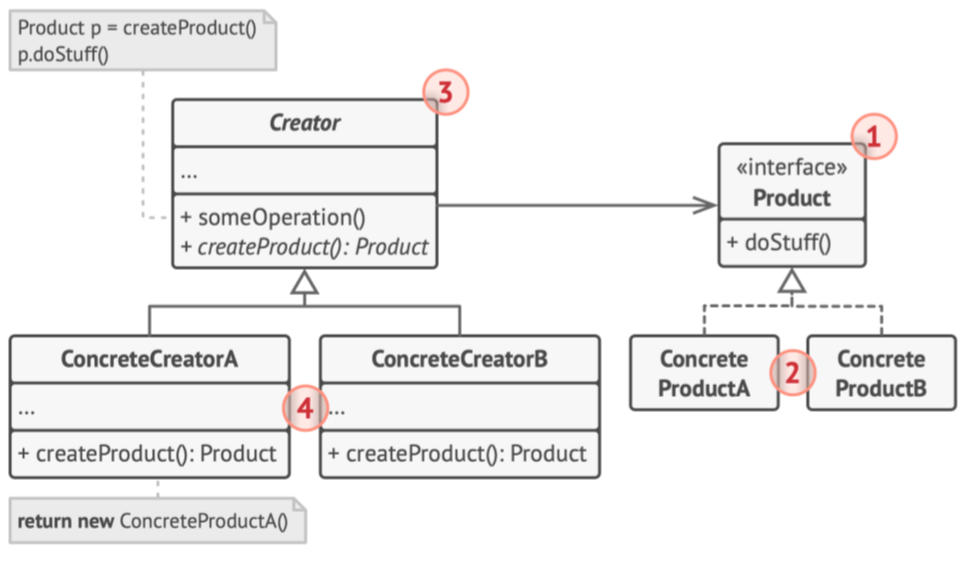 Product p = createProduct()
p.doStuff()
3
Creator
...
+ someOperation()
+ createProduct(): Product
1
«interface»
Product
+ doStuff()
ConcreteCreatorA
...
+ createProduct(): Product
return new ConcreteProductA()
4
ConcreteCreatorB
...
+ createProduct(): Product
Concrete
ProductA
2
Concrete
ProductB